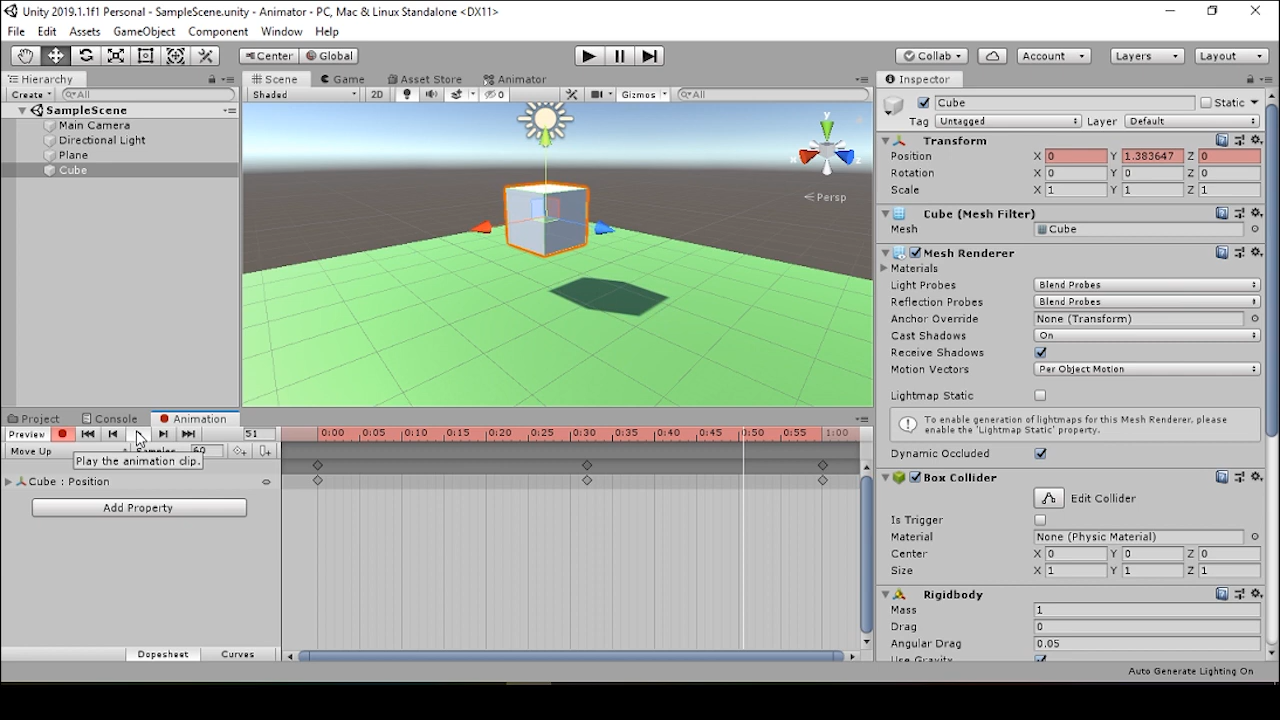 Unity 2019.1.1f1 Personal - SampleScene.unity - Animator - PC, Mac & Linux Standalone <DX11>
File Edit Assets GameObject Component Window Help
Center Global Collab Account Layers Layout
Hierarchy
Create All
SampleScene
Main Camera
Directional Light
Plane
Cube
Scene Game Asset Store Animator
Shaded 2D 0 Gizmos All
y
x
z
Persp
Project Console Animation
Preview 51
Move Up Samples 60
Play the animation clip.
Cube : Position
Add Property
Dopesheet Curves
0:00 0:05 0:10 0:15 0:20 0:25 0:30 0:35 0:40 0:45 0:50 0:55 1:00
Inspector
Cube Static
Tag Untagged Layer Default
Transform
Position X 0 Y 1.383647 Z 0
Rotation X 0 Y 0 Z 0
Scale X 1 Y 1 Z 1
Cube (Mesh Filter)
Mesh Cube
Mesh Renderer
Materials
Light Probes Blend Probes
Reflection Probes Blend Probes
Anchor Override None (Transform)
Cast Shadows On
Receive Shadows
Motion Vectors Per Object Motion
Lightmap Static
To enable generation of lightmaps for this Mesh Renderer, please
enable the 'Lightmap Static' property.
Dynamic Occluded
Box Collider
Edit Collider
Is Trigger
Material None (Physic Material)
Center X 0 Y 0 Z 0
Size X 1 Y 1 Z 1
Rigidbody
Mass 1
Drag 0
Angular Drag 0.05
Use Gravity
Auto Generate Lighting On